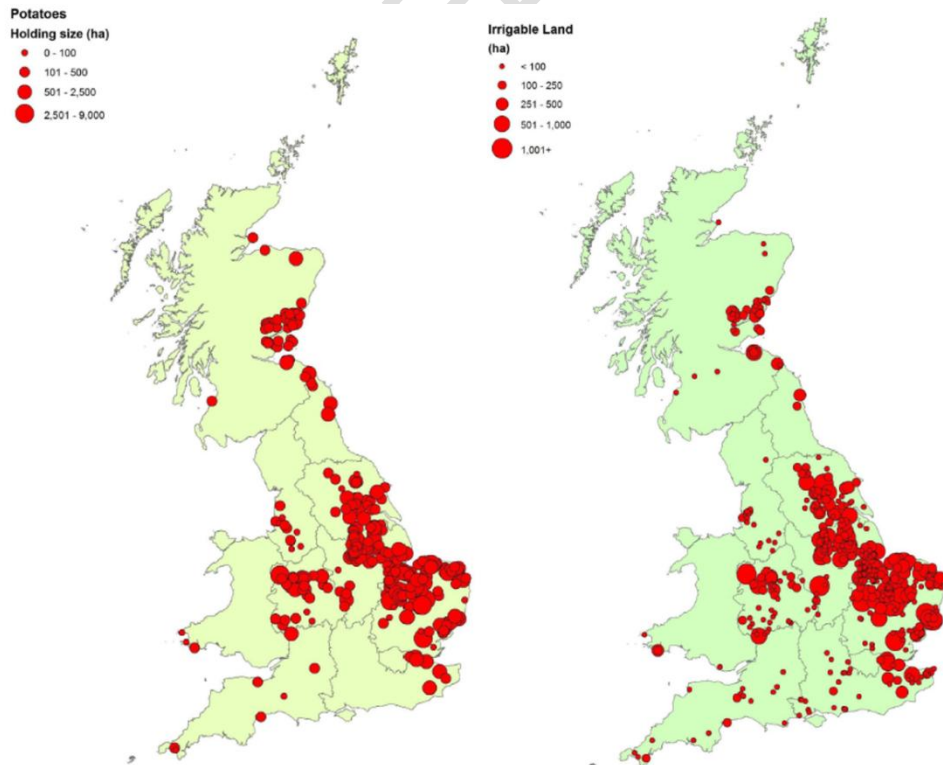 Potatoes
Holding size (ha)
0 - 100
101 - 500
501 - 2,500
2,501 - 9,000
Irrigable Land
(ha)
< 100
100 - 250
251 - 500
501 - 1,000
1,001+